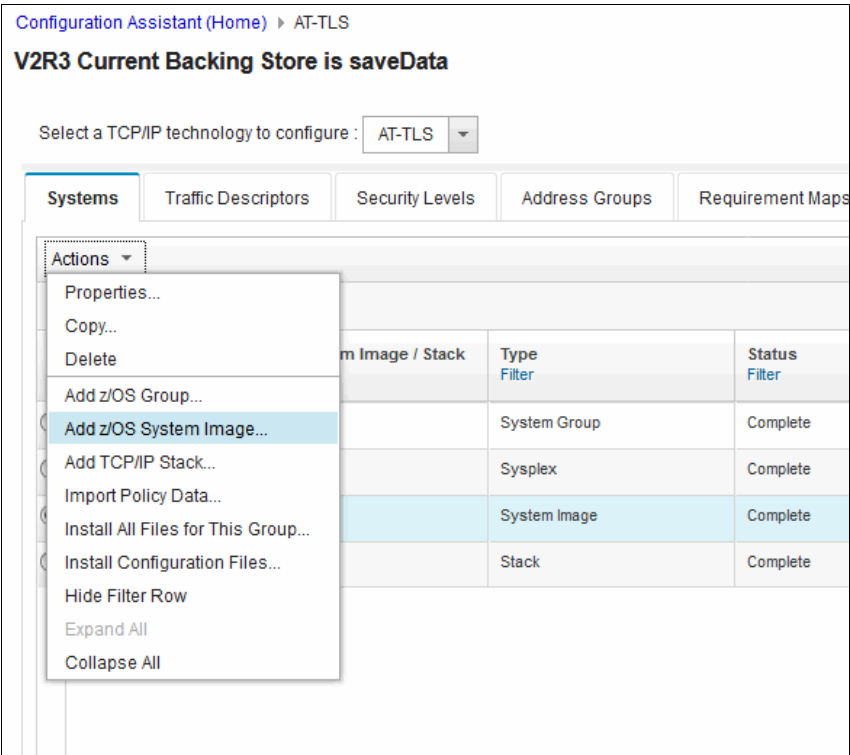 Configuration Assistant (Home) ▸ AT-TLS
V2R3 Current Backing Store is saveData
Select a TCP/IP technology to configure : AT-TLS
Systems Traffic Descriptors Security Levels Address Groups Requirement Maps
Actions
Properties...
Copy...
Delete
Add z/OS Group...
Add z/OS System Image...
Add TCP/IP Stack...
Import Policy Data...
Install All Files for This Group...
Install Configuration Files...
Hide Filter Row
Expand All
Collapse All
m Image / Stack Type Status
Filter Filter
System Group Complete
Sysplex Complete
System Image Complete
Stack Complete